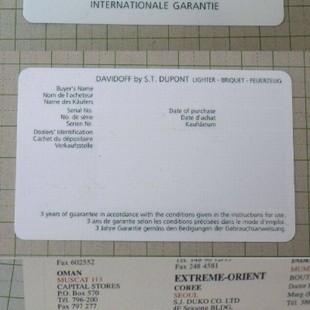 INTERNATIONALE GARANTIE
DAVIDOFF by S.T. DUPONT LIGHTER - BRIQUET - FEUERZEUG
Buyer's Name
Nom de l'acheteur
Name des Käufers
Serial No.
No. de série
Serien Nr.
Date of purchase
Date d'achat
Kaufdatum
Dealers' Identification
Cachet du dépositaire
Verkaufsstelle
3 years of guarantee in accordance with the conditions given in the instructions for use.
3 ans de garantie selon les conditions précisées dans le mode d'emploi.
3 Jahre Garantie gemäss den Bedingungen der Gebrauchsanweisung
Fax 602552
OMAN
MUSCAT 113
CAPITAL STORES
P.O. Box 570
Tél. 796-200
Fax 797 277
Fax 248 4581
EXTREME-ORIENT
COREE
SEOUL
S.J. DUKO CO. LTD